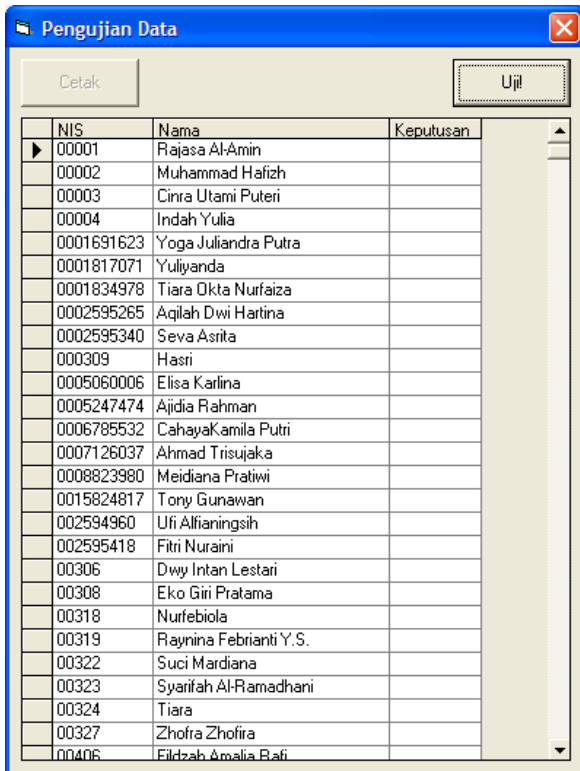 Pengujian Data
Cetak Uji!
NIS Nama Keputusan
00001 Rajasa Al-Amin
00002 Muhammad Hafizh
00003 Cinra Utami Puteri
00004 Indah Yulia
0001691623 Yoga Juliandra Putra
0001817071 Yuliyanda
0001834978 Tiara Okta Nurfaiza
0002595265 Aqilah Dwi Hartina
0002595340 Seva Asrita
000309 Hasri
0005060006 Elisa Karlina
0005247474 Ajidia Rahman
0006785532 CahayaKamila Putri
0007126037 Ahmad Trisujaka
0008823980 Meidiana Pratiwi
0015824817 Tony Gunawan
002594960 Ufi Alfianingsih
002595418 Fitri Nuraini
00306 Dwy Intan Lestari
00308 Eko Giri Pratama
00318 Nurfebiola
00319 Raynina Febrianti Y.S.
00322 Suci Mardiana
00323 Syarifah Al-Ramadhani
00324 Tiara
00327 Zhofra Zhofira
00406 Fildzah Amalia Rafi